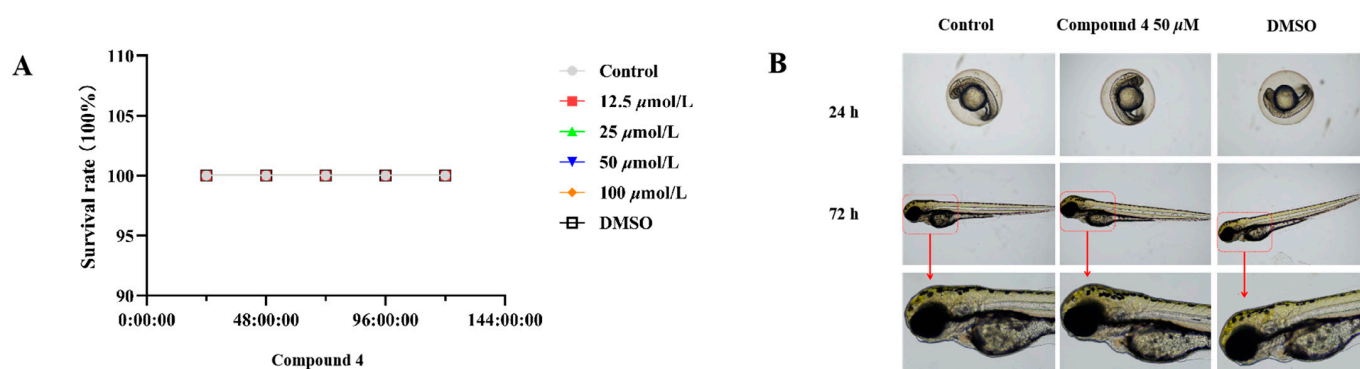 A
Survival rate (100%)
110
105
100
95
90
0:00:00
48:00:00
96:00:00
144:00:00
Compound 4
Control
12.5 μmol/L
25 μmol/L
50 μmol/L
100 μmol/L
DMSO
B
Control
Compound 4 50 μM
DMSO
24 h
72 h